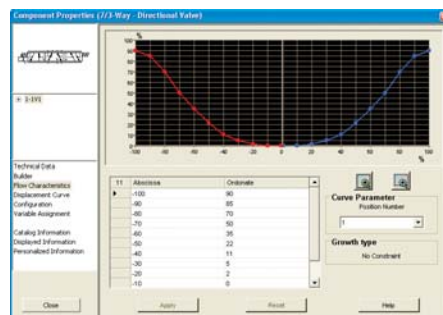 Component Properties (7/3-Way - Directional Valve)
1-1V1
Technical Data
Builder
Flow Characteristics
Displacement Curve
Configuration
Variable Assignment
Catalog Information
Displayed Information
Personalized Information
Close
%
100
90
80
70
60
50
40
30
20
10
0
-100 -80 -60 -40 -20 0 20 40 60 80 100
%
11 Abscissa Ordonate
-100 90
-90 85
-80 70
-70 50
-60 35
-50 22
-40 11
-30 5
-20 2
-10 0
Curve Parameter
Position Number
1
Growth type
No Constraint
Apply
Reset
Help